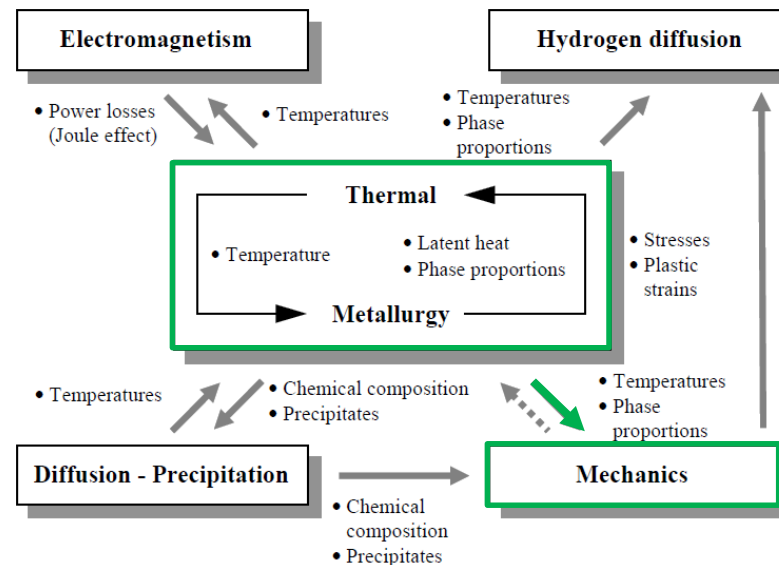 Electromagnetism
Hydrogen diffusion
• Power losses
(Joule effect)
• Temperatures
• Temperatures
• Phase
proportions
Thermal
• Temperature
• Latent heat
• Phase proportions
Metallurgy
• Stresses
• Plastic
strains
• Temperatures
• Chemical composition
• Precipitates
• Temperatures
• Phase
proportions
Diffusion - Precipitation
Mechanics
• Chemical
composition
• Precipitates